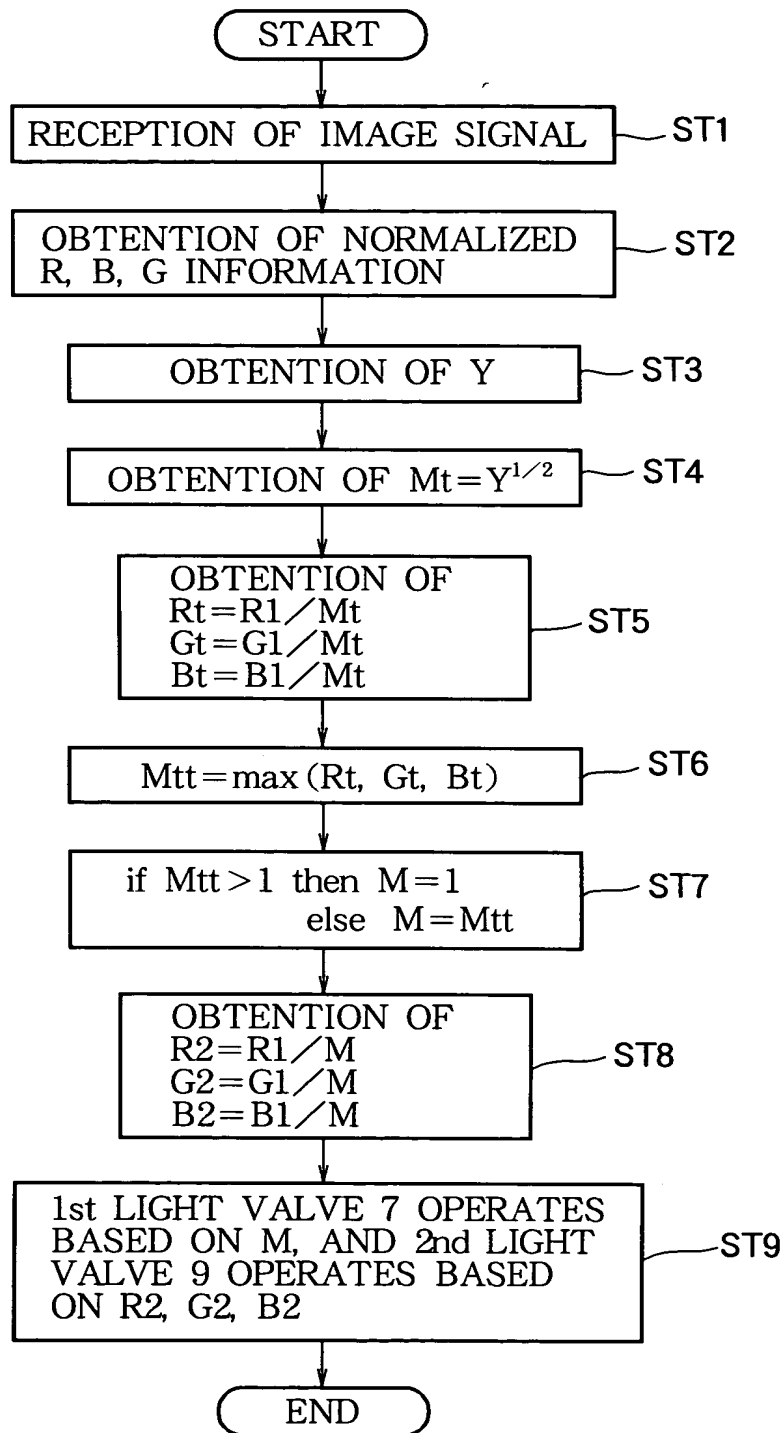 START
RECEPTION OF IMAGE SIGNAL
ST1
OBTENTION OF NORMALIZED
R, B, G INFORMATION
ST2
OBTENTION OF Y
ST3
OBTENTION OF Mt=Y^1/2
ST4
OBTENTION OF
Rt=R1／Mt
Gt=G1／Mt
Bt=B1／Mt
ST5
Mtt=max(Rt, Gt, Bt)
ST6
if Mtt>1 then M=1
else M=Mtt
ST7
OBTENTION OF
R2=R1／M
G2=G1／M
B2=B1／M
ST8
1st LIGHT VALVE 7 OPERATES
BASED ON M, AND 2nd LIGHT
VALVE 9 OPERATES BASED
ON R2, G2, B2
ST9
END